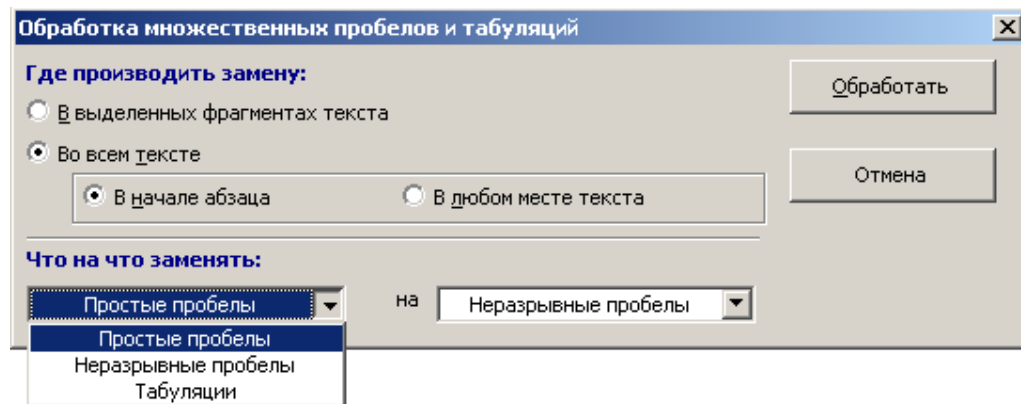 Обработка множественных пробелов и табуляций
Где производить замену:
В выделенных фрагментах текста
Во всем тексте
В начале абзаца В любом месте текста
Обработать
Отмена
Что на что заменять:
Простые пробелы на Неразрывные пробелы
Простые пробелы
Неразрывные пробелы
Табуляции